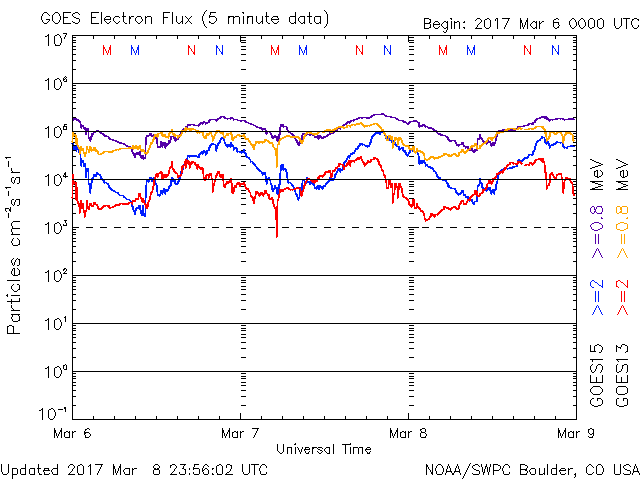 GOES Electron Flux (5 minute data)
Begin: 2017 Mar 6 0000 UTC
M M N N M M N N M M N N
10⁷
10⁶
10⁵
10⁴
10³
10²
10¹
10⁰
10⁻¹
Particles cm⁻²s⁻¹sr⁻¹
Mar 6 Mar 7 Mar 8 Mar 9
Universal Time
GOES15 >=2 >=0.8 MeV
GOES13 >=2 >=0.8 MeV
Updated 2017 Mar 8 23:56:02 UTC
NOAA/SWPC Boulder, CO USA